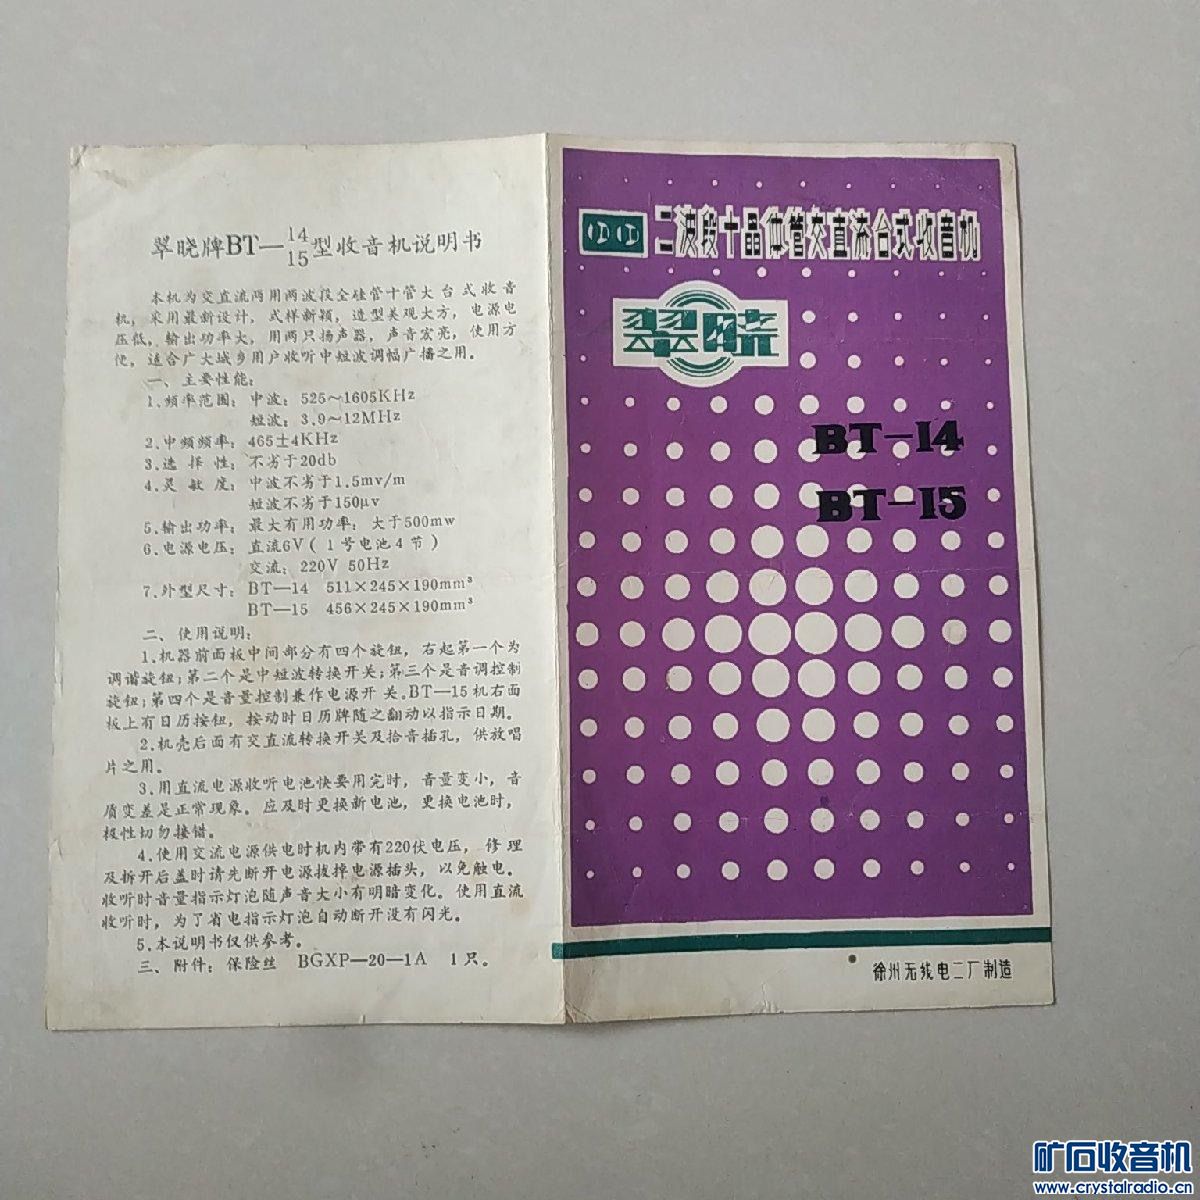 翠晓牌BT—14/15型收音机说明书
本机为交直流两用两波段全硅管十管大台式收音
机，采用最新设计，式样新颖，造型美观大方，电源电
压低，输出功率大，用两只扬声器，声音宏亮，使用方
便，适合广大城乡用户收听中短波调幅广播之用。
一、主要性能：
1.频率范围：中波：525～1605KHz
短波：3.9～12MHz
2.中频频率：465±4KHz
3.选择性：不劣于20db
4.灵敏度：中波不劣于1.5mv/m
短波不劣于150μv
5.输出功率：最大有用功率：大于500mw
6.电源电压：直流6V(1号电池4节)
交流：220V 50Hz
7.外型尺寸：BT—14 511×245×190mm³
BT—15 456×245×190mm³
二、使用说明：
1.机器前面板中间部分有四个旋钮，右起第一个为
调谐旋钮；第二个是中短波转换开关；第三个是音调控制
旋钮；第四个是音量控制兼作电源开关。BT—15机右面
板上有日历按钮，按动时日历牌随之翻动以指示日期。
2.机壳后面有交直流转换开关及拾音插孔，供放唱
片之用。
3.用直流电源收听电池快要用完时，音量变小，音
质变差是正常现象。应及时更换新电池，更换电池时，
极性切勿接错。
4.使用交流电源供电时机内带有220伏电压，修理
及拆开后盖时请先断开电源拔掉电源插头，以免触电。
收听时音量指示灯泡随声音大小有明暗变化。使用直流
收听时，为了省电指示灯泡自动断开没有闪光。
5.本说明书仅供参考。
三、附件：保险丝 BGXP—20—1A 1只。
二波段十晶体管交直流台式收音机
翠晓
BT-14
BT-15
徐州无线电二厂制造
矿石收音机
www.crystalradio.cn